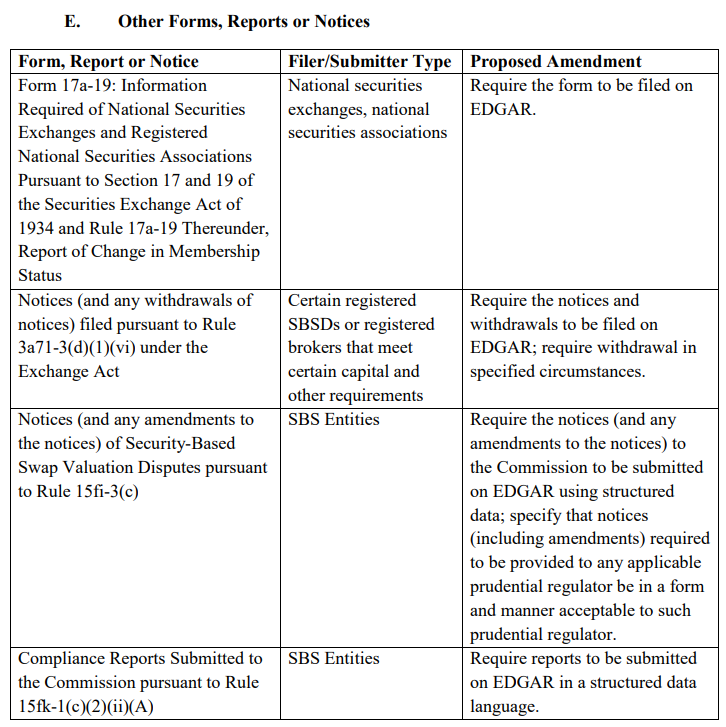 E. Other Forms, Reports or Notices
Form, Report or Notice
Filer/Submitter Type
Proposed Amendment
Form 17a-19: Information
Required of National Securities
Exchanges and Registered
National Securities Associations
Pursuant to Section 17 and 19 of
the Securities Exchange Act of
1934 and Rule 17a-19 Thereunder,
Report of Change in Membership
Status
National securities
exchanges, national
securities associations
Require the form to be filed on
EDGAR.
Notices (and any withdrawals of
notices) filed pursuant to Rule
3a71-3(d)(1)(vi) under the
Exchange Act
Certain registered
SBSDs or registered
brokers that meet
certain capital and
other requirements
Require the notices and
withdrawals to be filed on
EDGAR; require withdrawal in
specified circumstances.
Notices (and any amendments to
the notices) of Security-Based
Swap Valuation Disputes pursuant
to Rule 15fi-3(c)
SBS Entities
Require the notices (and any
amendments to the notices) to
the Commission to be submitted
on EDGAR using structured
data; specify that notices
(including amendments) required
to be provided to any applicable
prudential regulator be in a form
and manner acceptable to such
prudential regulator.
Compliance Reports Submitted to
the Commission pursuant to Rule
15fk-1(c)(2)(ii)(A)
SBS Entities
Require reports to be submitted
on EDGAR in a structured data
language.